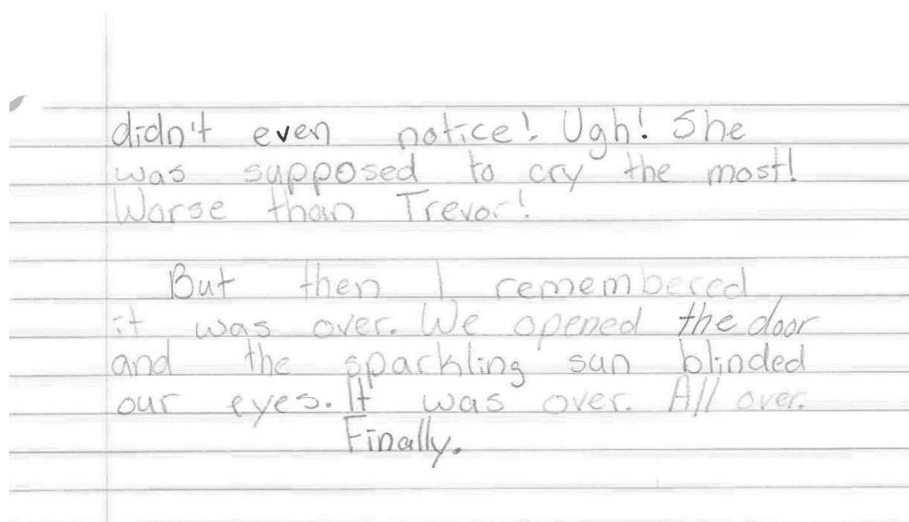 didn't even notice! Ugh! She
was supposed to cry the most!
Worse than Trevor!
But then I remembered
it was over. We opened the door
and the sparkling sun blinded
our eyes. It was over. All over.
Finally.